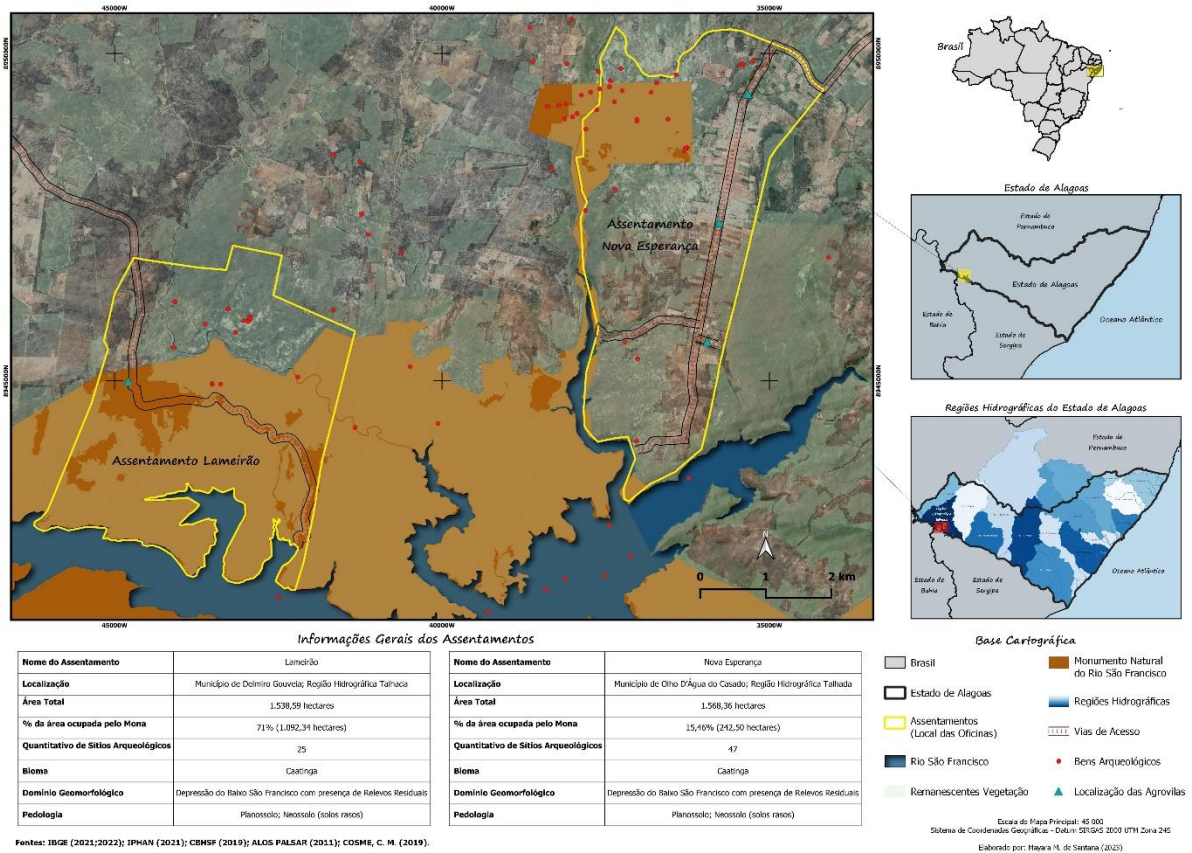 45000W
40000W
35000W
8950000N
8950000N
Assentamento
Nova Esperança
8945000N
8945000N
Assentamento Lameirão
N
0 1 2 km
45000W
40000W
35000W
Brasil
Estado de Alagoas
Estado de
Pernambuco
Estado de Alagoas
Estado de
Bahia
Estado de
Sergipe
Oceano Atlântico
Regiões Hidrográficas do Estado de Alagoas
Estado de
Pernambuco
Estado de
Bahia
Estado de
Sergipe
Oceano Atlântico
Informações Gerais dos Assentamentos
Nome do Assentamento Lameirão
Localização Município de Delmiro Gouveia; Região Hidrográfica Talhada
Área Total 1.538,59 hectares
% da área ocupada pelo Mona 71% (1.092,34 hectares)
Quantitativo de Sítios Arqueológicos 25
Bioma Caatinga
Domínio Geomorfológico Depressão do Baixo São Francisco com presença de Relevos Residuais
Pedologia Planossolo; Neossolo (solos rasos)
Nome do Assentamento Nova Esperança
Localização Município de Olho D'Água do Casado; Região Hidrográfica Talhada
Área Total 1.568,36 hectares
% da área ocupada pelo Mona 15,46% (242,50 hectares)
Quantitativo de Sítios Arqueológicos 47
Bioma Caatinga
Domínio Geomorfológico Depressão do Baixo São Francisco com presença de Relevos Residuais
Pedologia Planossolo; Neossolo (solos rasos)
Fontes: IBGE (2021;2022); IPHAN (2021); CBHSF (2019); ALOS PALSAR (2011); COSME, C. M. (2019).
Base Cartográfica
Brasil
Estado de Alagoas
Assentamentos
(Local das Oficinas)
Rio São Francisco
Remanescentes Vegetação
Monumento Natural
do Rio São Francisco
Regiões Hidrográficas
Vias de Acesso
Bens Arqueológicos
Localização das Agrovilas
Escala do Mapa Principal: 45 000
Sistema de Coordenadas Geográficas - Datum SIRGAS 2000 UTM Zona 24S
Elaborado por: Mayara M. de Santana (2023)